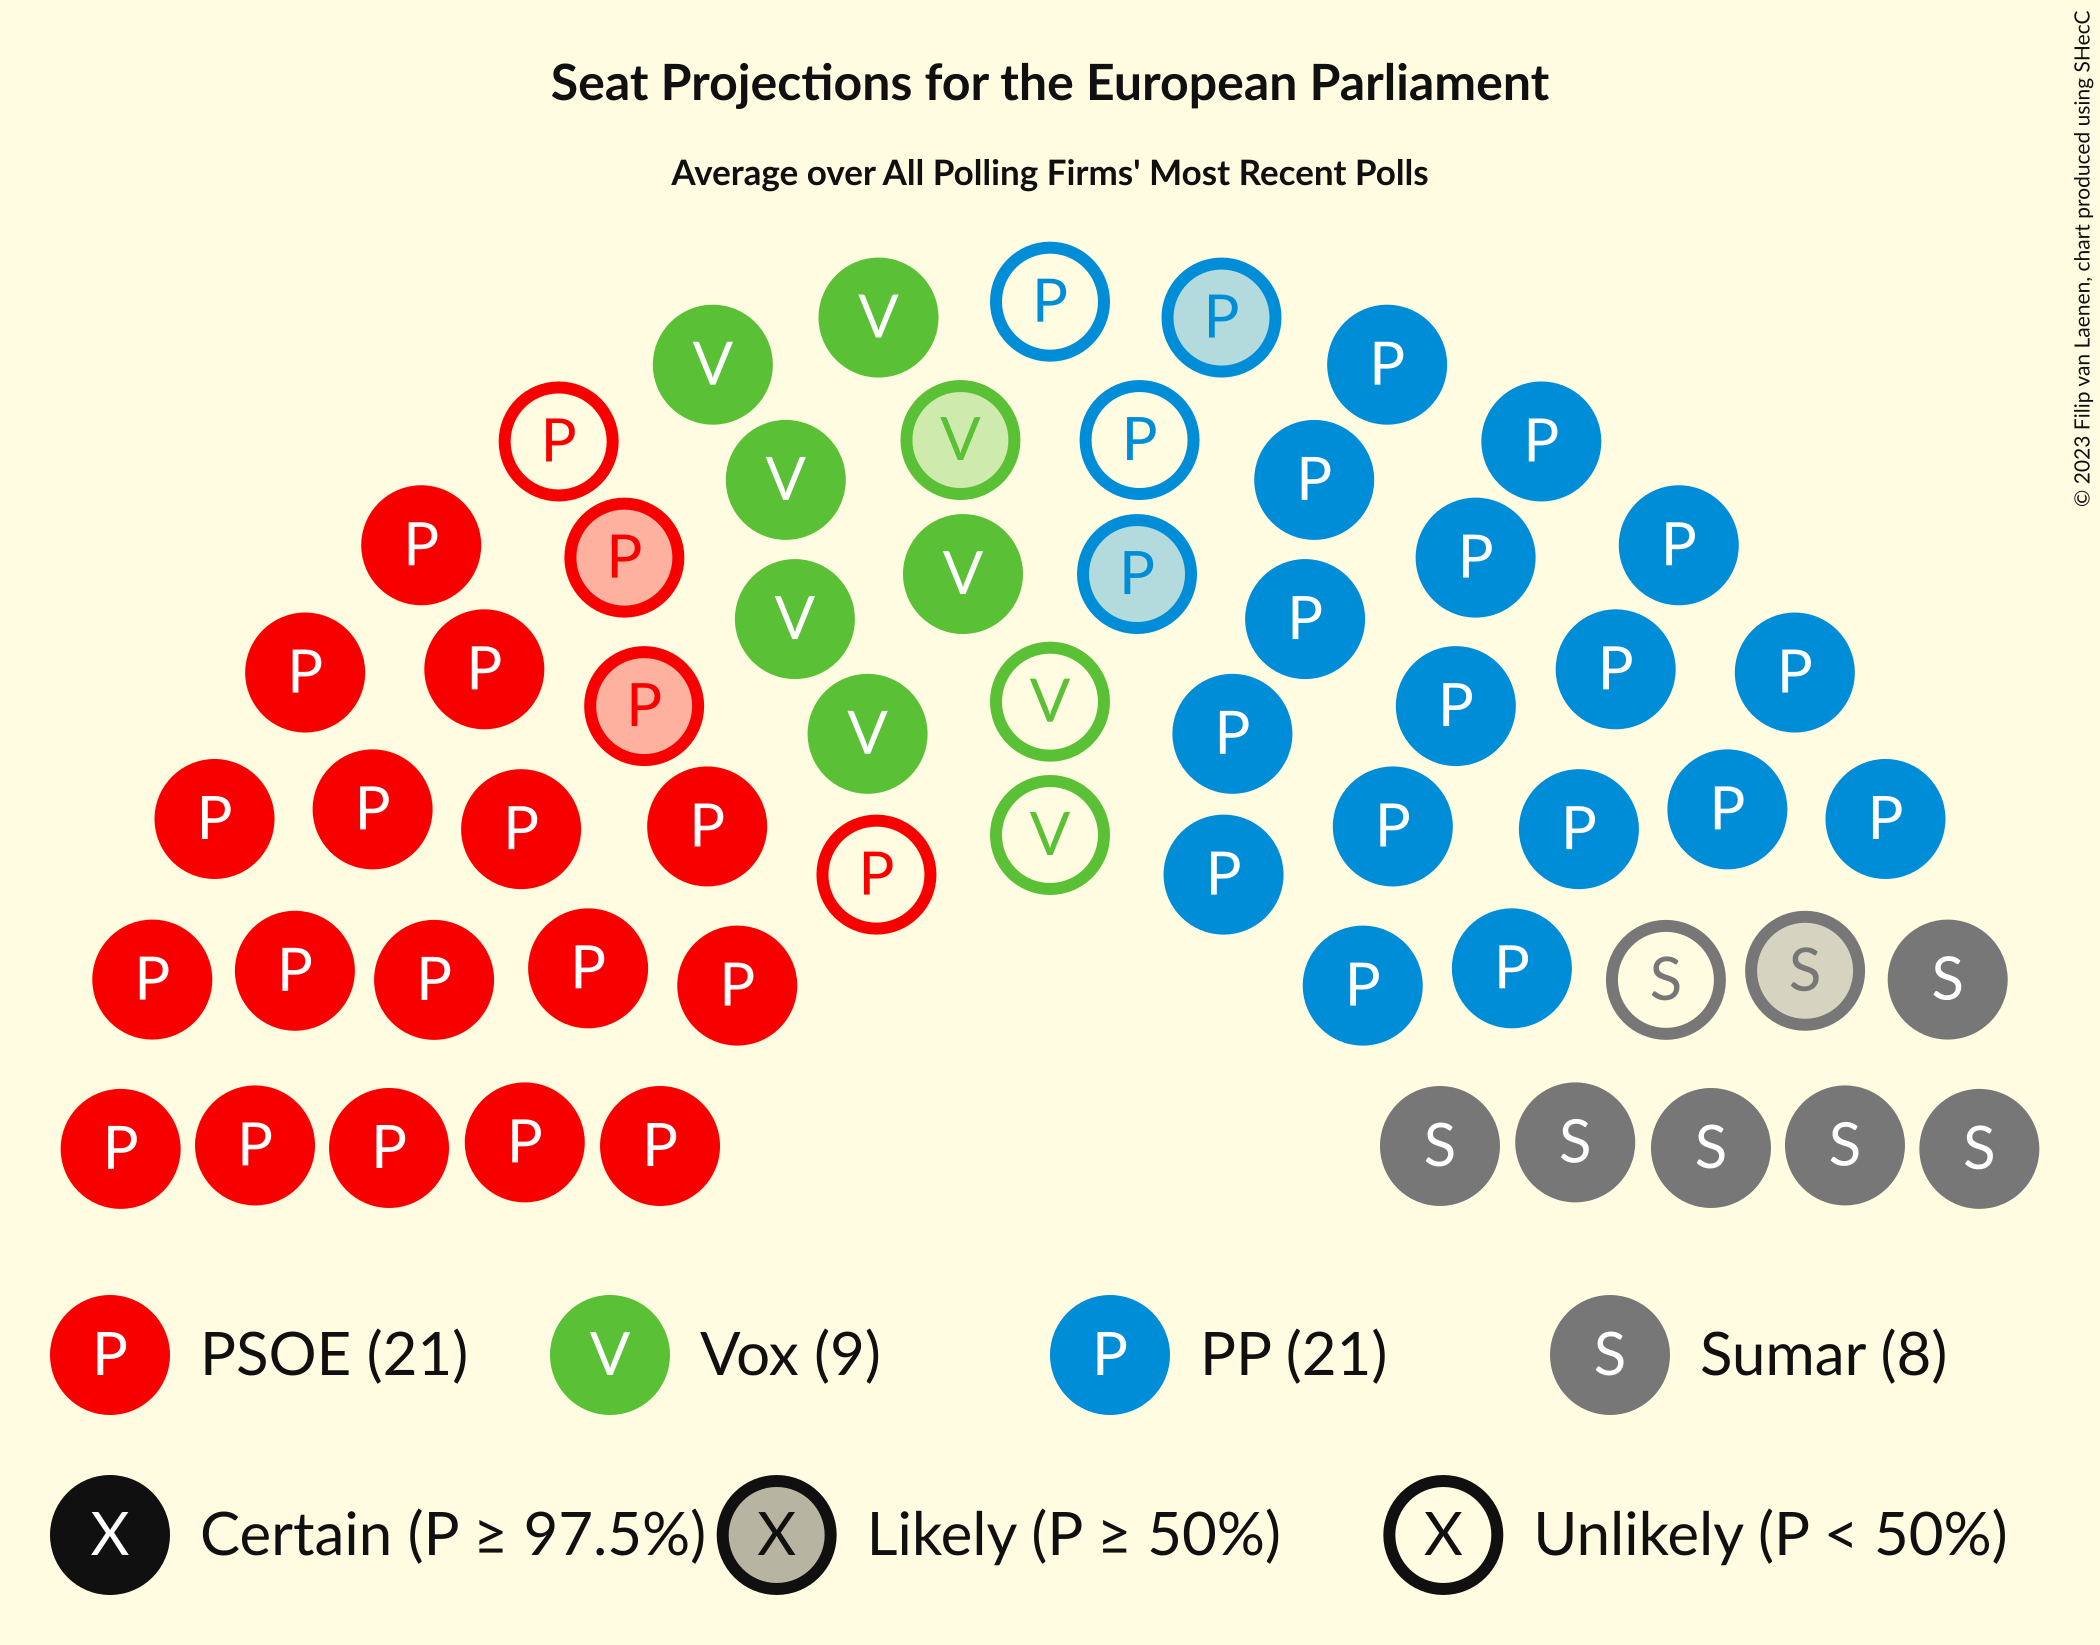 © 2023 Filip van Laenen, chart produced using SHecC
Seat Projections for the European Parliament
Average over All Polling Firms' Most Recent Polls
P
V P
V P
P V P P
V P
P P V P P P
V P
P P P P
P V P
V P
P P P P V P P P P
P P
P P P P P P P S S S
P P P P P S S S S S
P PSOE (21) V Vox (9) P PP (21) S Sumar (8)
X Certain (P ≥ 97.5%) X Likely (P ≥ 50%) X Unlikely (P < 50%)